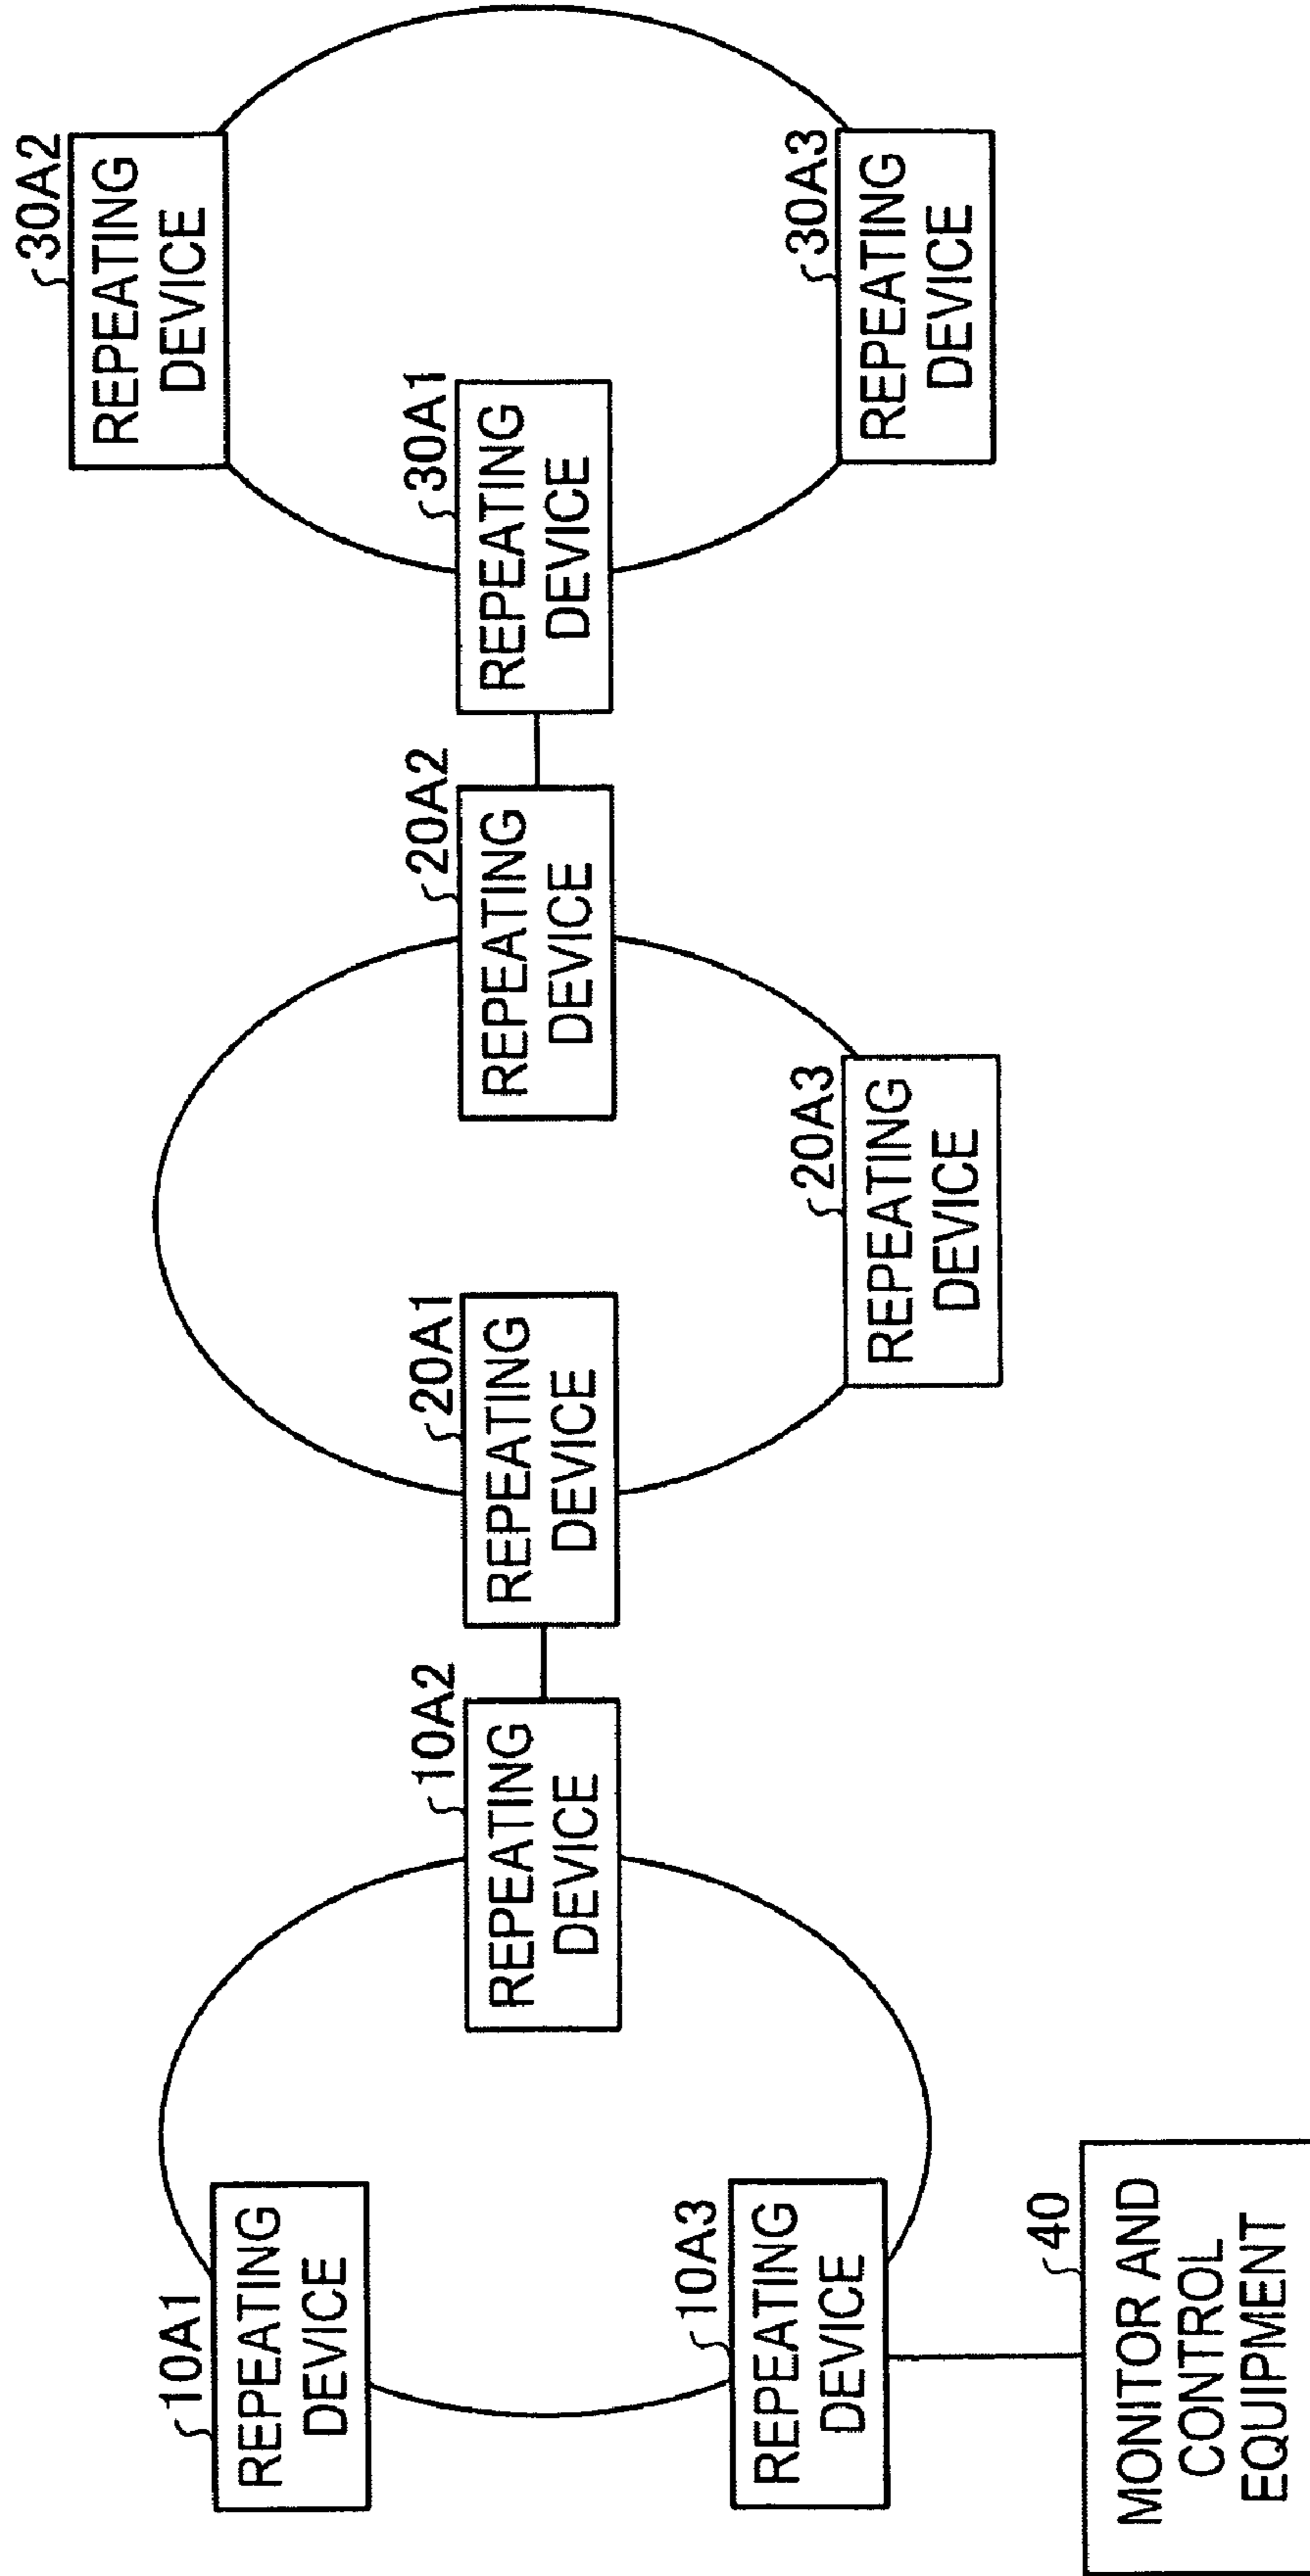 10A1
REPEATING
DEVICE
10A2
REPEATING
DEVICE
10A3
REPEATING
DEVICE
20A1
REPEATING
DEVICE
20A2
REPEATING
DEVICE
20A3
REPEATING
DEVICE
30A1
REPEATING
DEVICE
30A2
REPEATING
DEVICE
30A3
REPEATING
DEVICE
40
MONITOR AND
CONTROL
EQUIPMENT